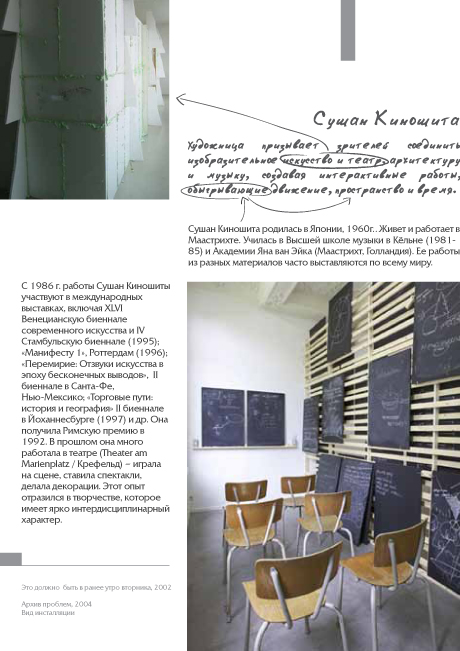 Сушан Киношита
Художница призывает зрителей соединить
изобразительное искусство и театр, архитектуру
и музыку, создавая интерактивные работы,
обыгрывающие движение, пространство и время.
Сушан Киношита родилась в Японии, 1960г.. Живет и работает в
Маастрихте. Училась в Высшей школе музыки в Кёльне (1981-
85) и Академии Яна ван Эйка (Маастрихт, Голландия). Ее работы
из разных материалов часто выставляются по всему миру.
С 1986 г. работы Сушан Киношиты
участвуют в международных
выставках, включая XLVI
Венецианскую биеннале
современного искусства и IV
Стамбульскую биеннале (1995);
«Манифесту 1», Роттердам (1996);
«Перемирие: Отзвуки искусства в
эпоху бесконечных выводов», II
биеннале в Санта-Фе,
Нью-Мексико; «Торговые пути:
история и география» II биеннале
в Йоханнесбурге (1997) и.др. Она
получила Римскую премию в
1992. В прошлом она много
работала в театре (Theater am
Marienplatz / Крефельд) – играла
на сцене, ставила спектакли,
делала декорации. Этот опыт
отразился в творчестве, которое
имеет ярко интердисциплинарный
характер.
Это должно быть в ранее утро вторника, 2002
Архив проблем, 2004
Вид инсталляции